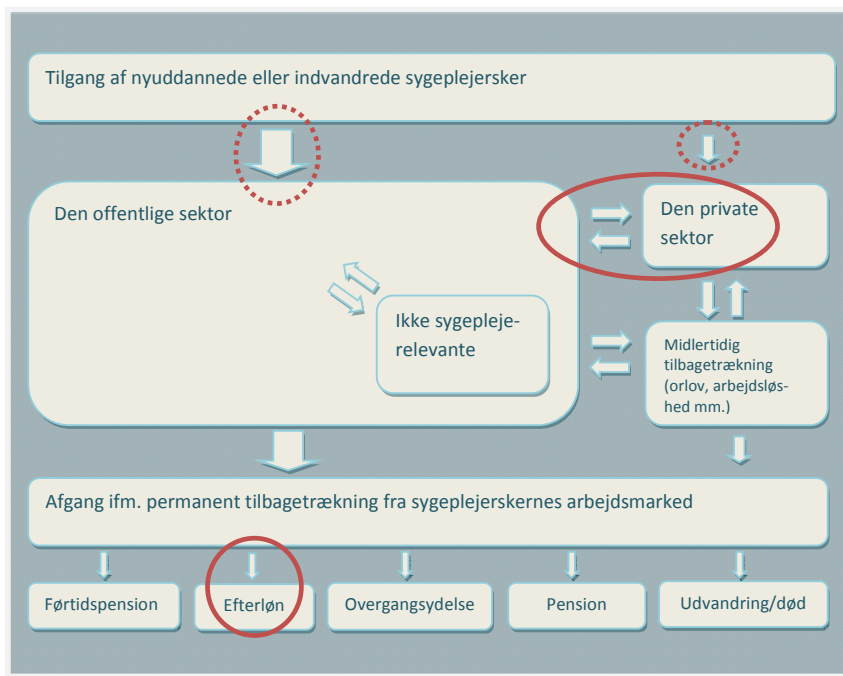 Tilgang af nyuddannede eller indvandrede sygeplejersker
Den offentlige sektor
Den private
sektor
Ikke sygepleje-
relevante
Midlertidig
tilbagetrækning
(orlov, arbejdsløs-
hed mm.)
Afgang ifm. permanent tilbagetrækning fra sygeplejerskernes arbejdsmarked
Førtidspension
Efterløn
Overgangsydelse
Pension
Udvandring/død